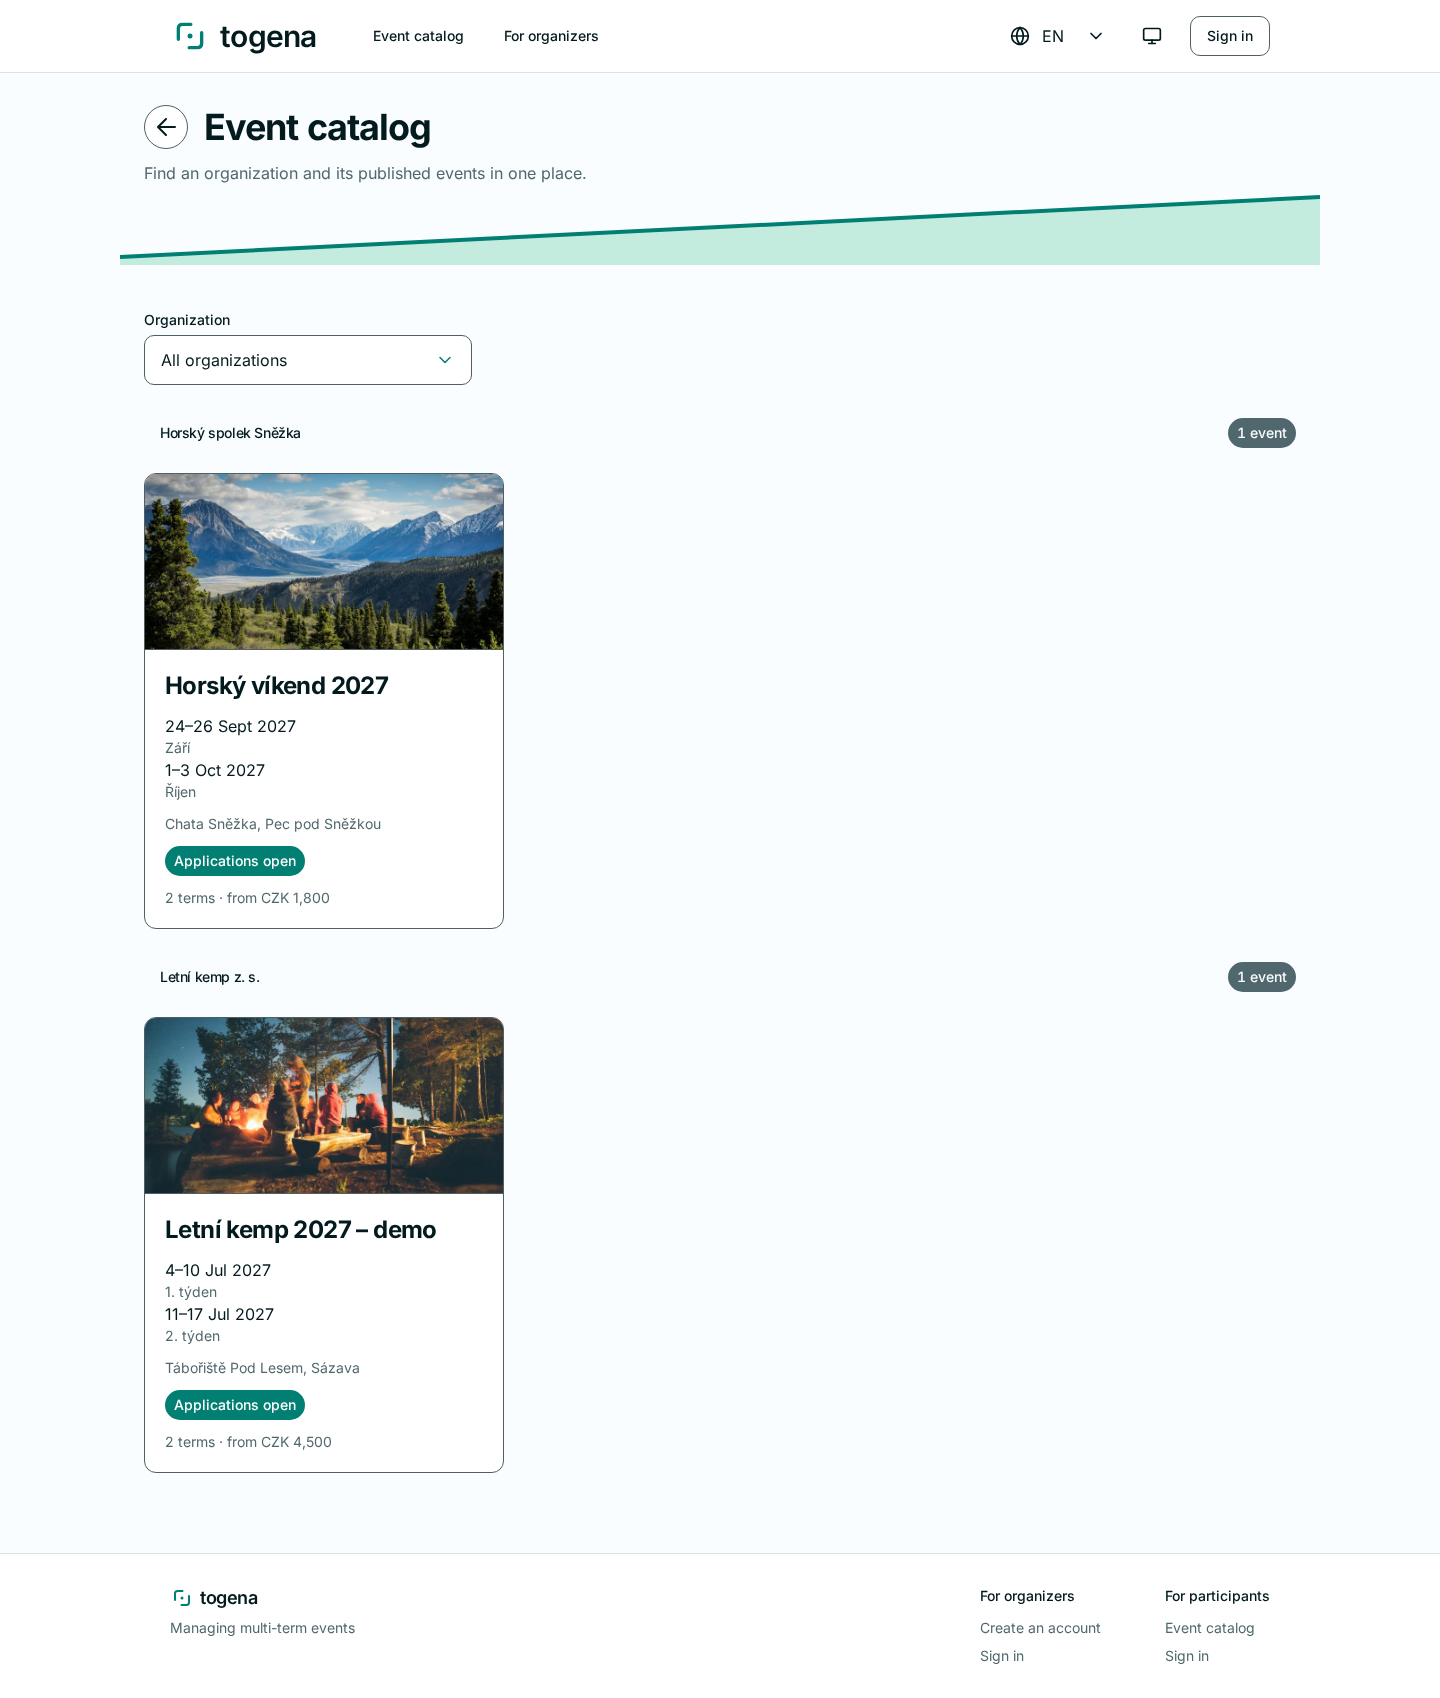 togena
Event catalog
For organizers
EN
Sign in
Event catalog
Find an organization and its published events in one place.
Organization
All organizations
Horský spolek Sněžka
1 event
Horský víkend 2027
24–26 Sept 2027
Září
1–3 Oct 2027
Říjen
Chata Sněžka, Pec pod Sněžkou
Applications open
2 terms · from CZK 1,800
Letní kemp z. s.
1 event
Letní kemp 2027 – demo
4–10 Jul 2027
1. týden
11–17 Jul 2027
2. týden
Tábořiště Pod Lesem, Sázava
Applications open
2 terms · from CZK 4,500
togena
Managing multi-term events
For organizers
Create an account
Sign in
For participants
Event catalog
Sign in